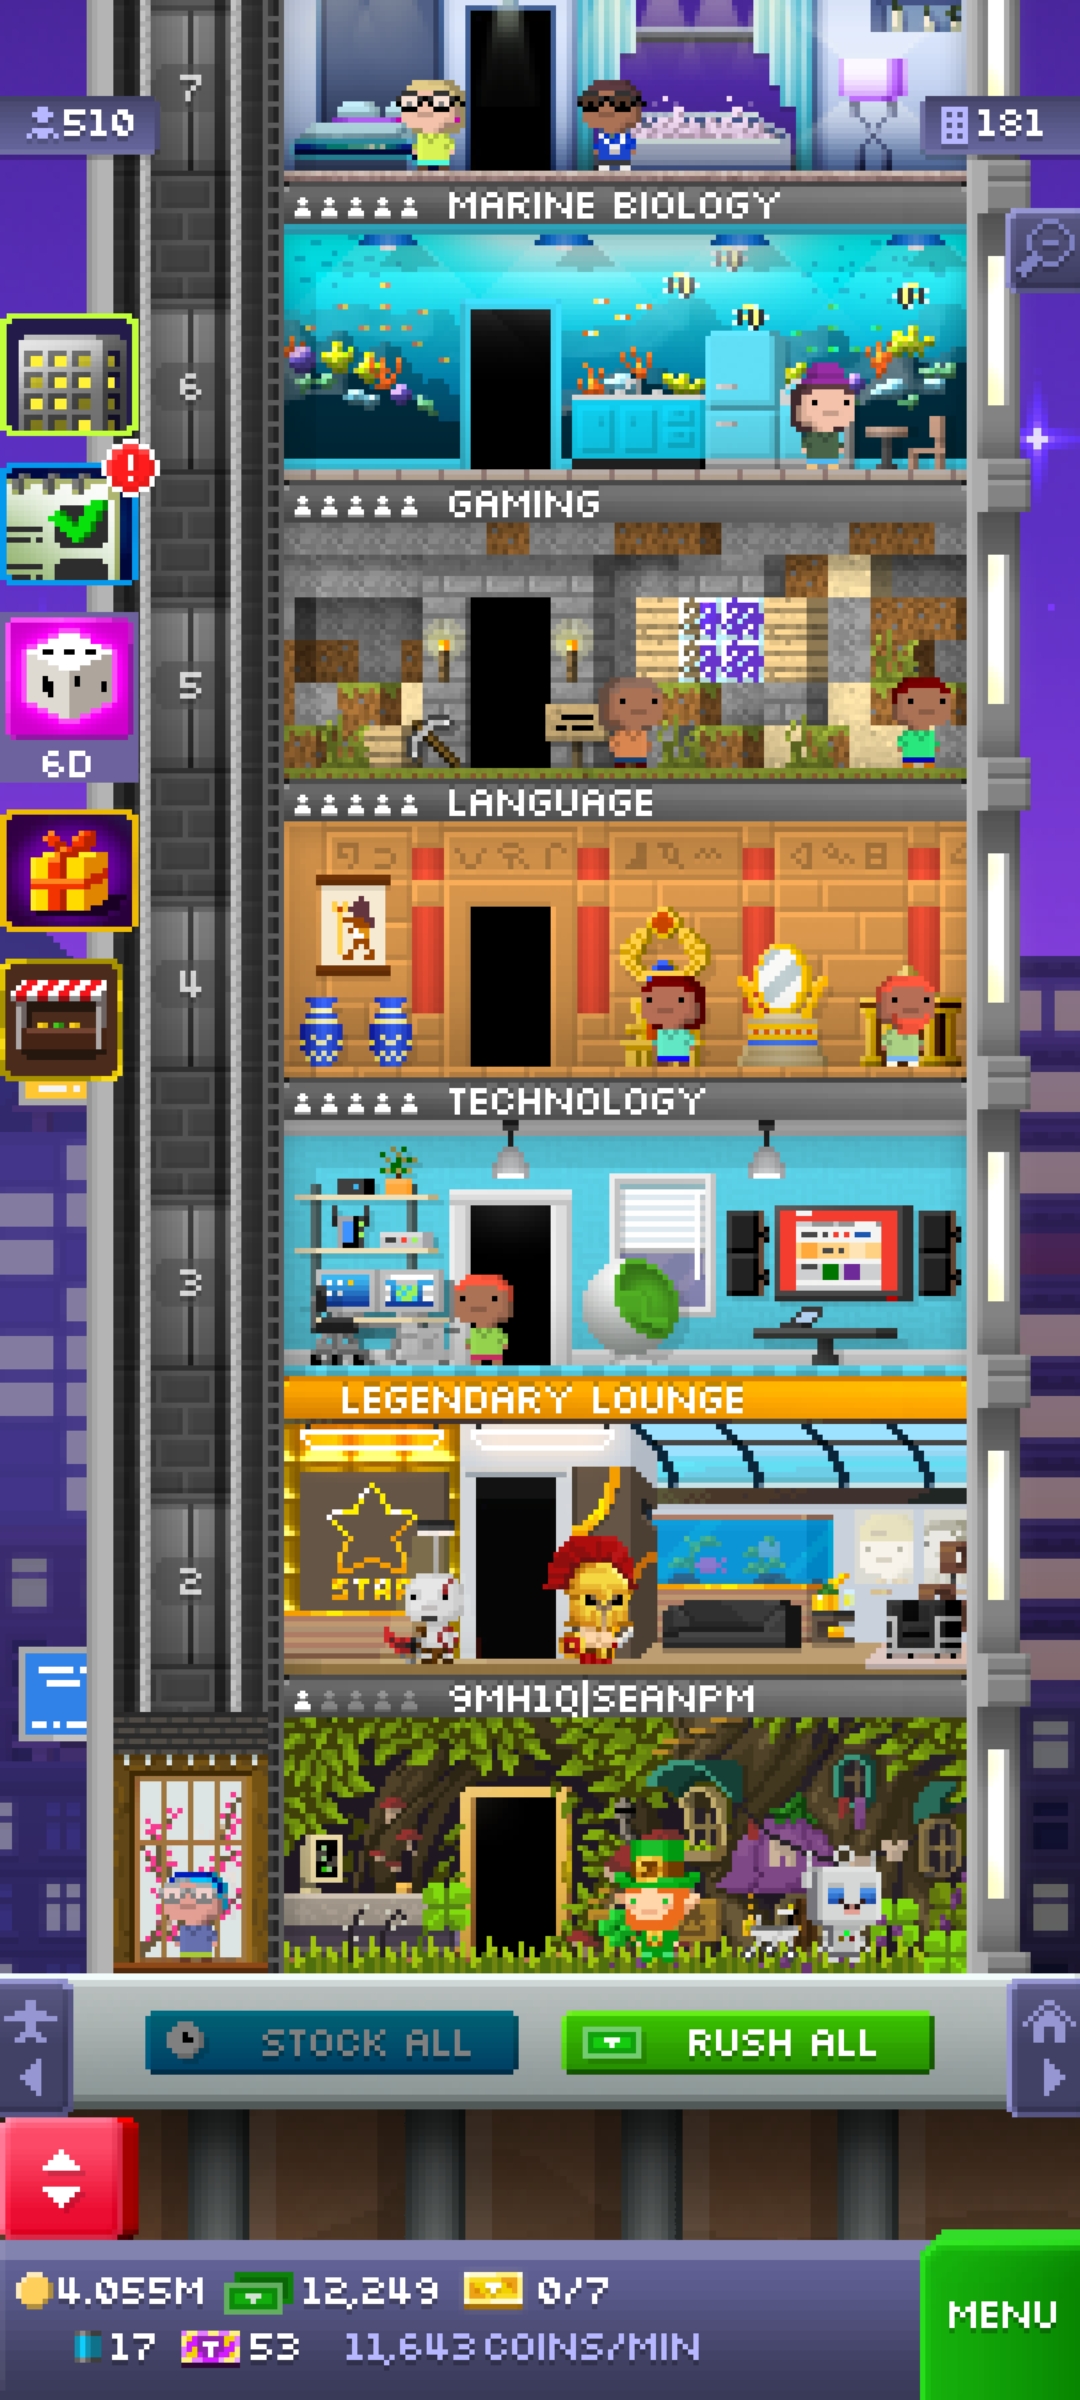 7
510
181
MARINE BIOLOGY
6
GAMING
5
6D
LANGUAGE
4
TECHNOLOGY
3
LEGENDARY LOUNGE
STAR
2
9MH1Q|SEANPM
STOCK ALL
RUSH ALL
4.055M 12,249 0/7
MENU
17 53 11,643 COINS/MIN